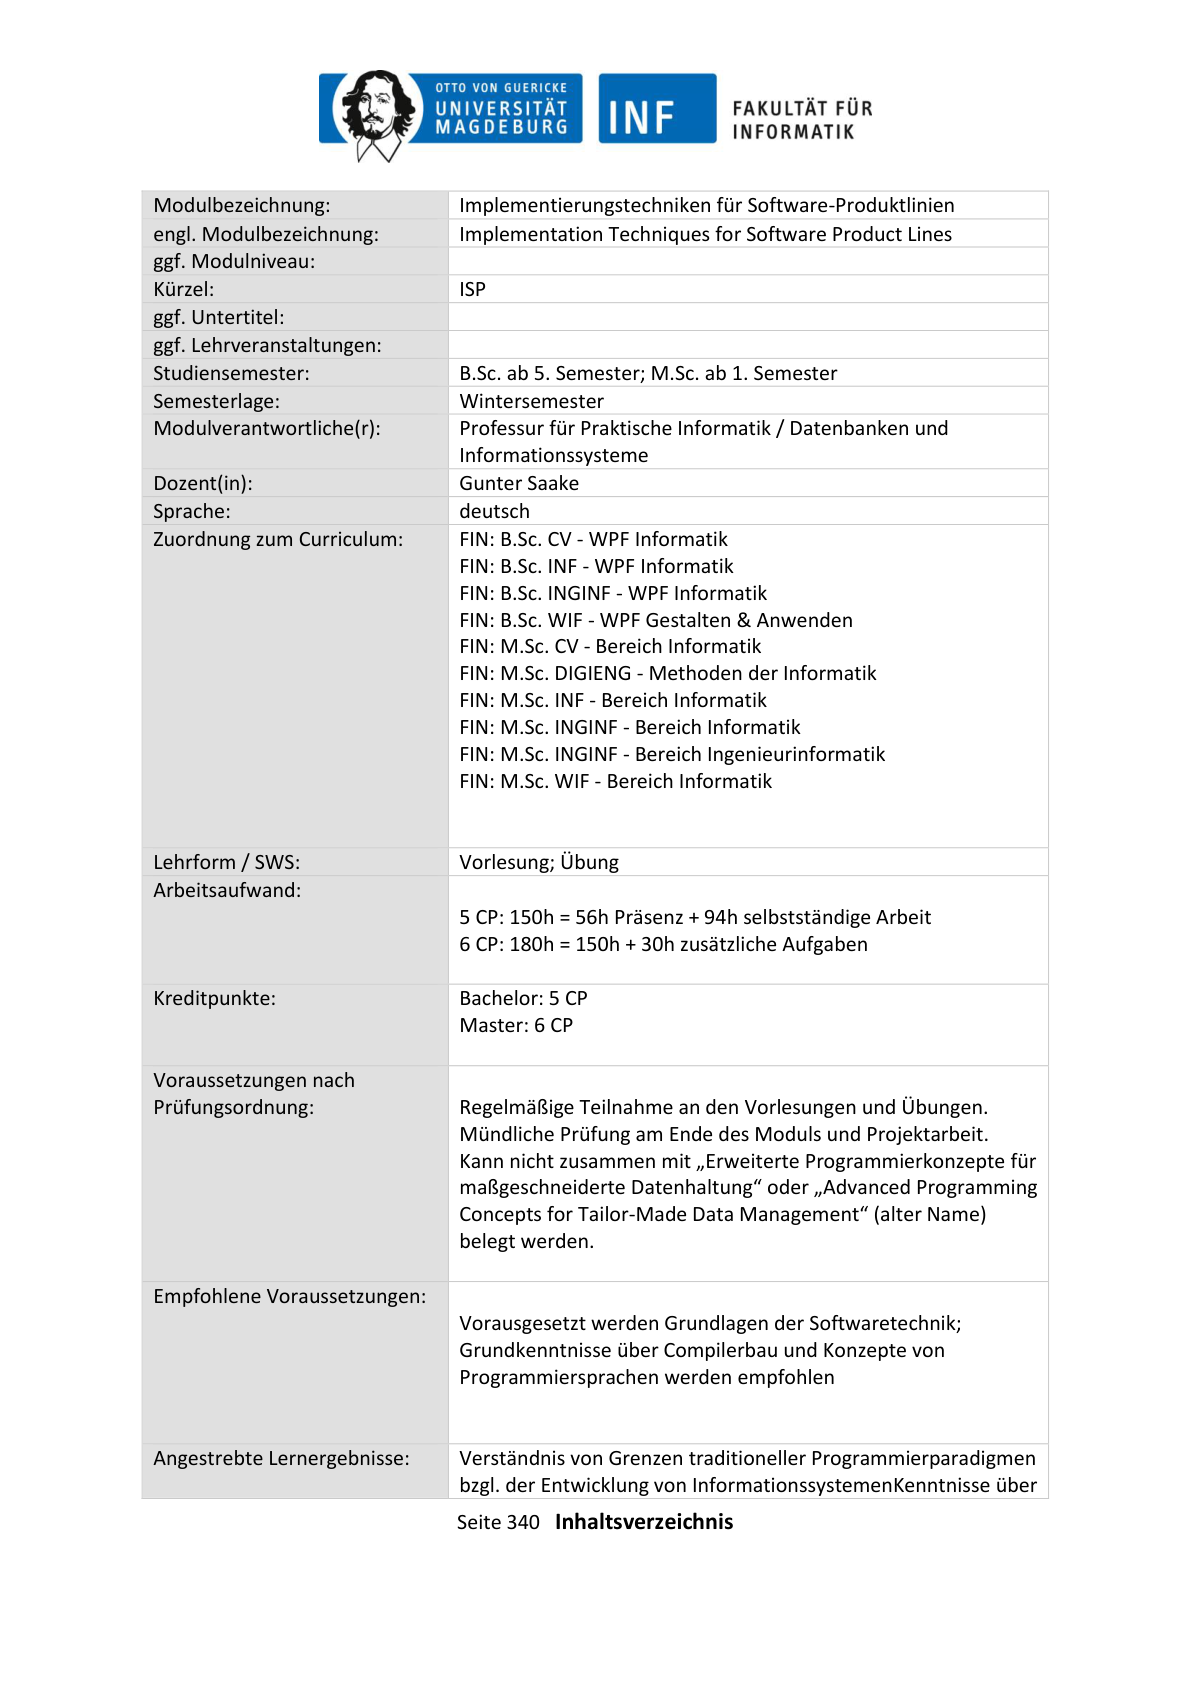 OTTO VON GUERICKE
UNIVERSITÄT
MAGDEBURG
INF
FAKULTÄT FÜR
INFORMATIK
Modulbezeichnung: Implementierungstechniken für Software-Produktlinien
engl. Modulbezeichnung: Implementation Techniques for Software Product Lines
ggf. Modulniveau:
Kürzel: ISP
ggf. Untertitel:
ggf. Lehrveranstaltungen:
Studiensemester: B.Sc. ab 5. Semester; M.Sc. ab 1. Semester
Semesterlage: Wintersemester
Modulverantwortliche(r): Professur für Praktische Informatik / Datenbanken und
Informationssysteme
Dozent(in): Gunter Saake
Sprache: deutsch
Zuordnung zum Curriculum: FIN: B.Sc. CV - WPF Informatik
FIN: B.Sc. INF - WPF Informatik
FIN: B.Sc. INGINF - WPF Informatik
FIN: B.Sc. WIF - WPF Gestalten & Anwenden
FIN: M.Sc. CV - Bereich Informatik
FIN: M.Sc. DIGIENG - Methoden der Informatik
FIN: M.Sc. INF - Bereich Informatik
FIN: M.Sc. INGINF - Bereich Informatik
FIN: M.Sc. INGINF - Bereich Ingenieurinformatik
FIN: M.Sc. WIF - Bereich Informatik
Lehrform / SWS: Vorlesung; Übung
Arbeitsaufwand:
5 CP: 150h = 56h Präsenz + 94h selbstständige Arbeit
6 CP: 180h = 150h + 30h zusätzliche Aufgaben
Kreditpunkte: Bachelor: 5 CP
Master: 6 CP
Voraussetzungen nach
Prüfungsordnung: Regelmäßige Teilnahme an den Vorlesungen und Übungen.
Mündliche Prüfung am Ende des Moduls und Projektarbeit.
Kann nicht zusammen mit „Erweiterte Programmierkonzepte für
maßgeschneiderte Datenhaltung“ oder „Advanced Programming
Concepts for Tailor-Made Data Management“ (alter Name)
belegt werden.
Empfohlene Voraussetzungen:
Vorausgesetzt werden Grundlagen der Softwaretechnik;
Grundkenntnisse über Compilerbau und Konzepte von
Programmiersprachen werden empfohlen
Angestrebte Lernergebnisse: Verständnis von Grenzen traditioneller Programmierparadigmen
bzgl. der Entwicklung von InformationssystemenKenntnisse über
Seite 340 Inhaltsverzeichnis